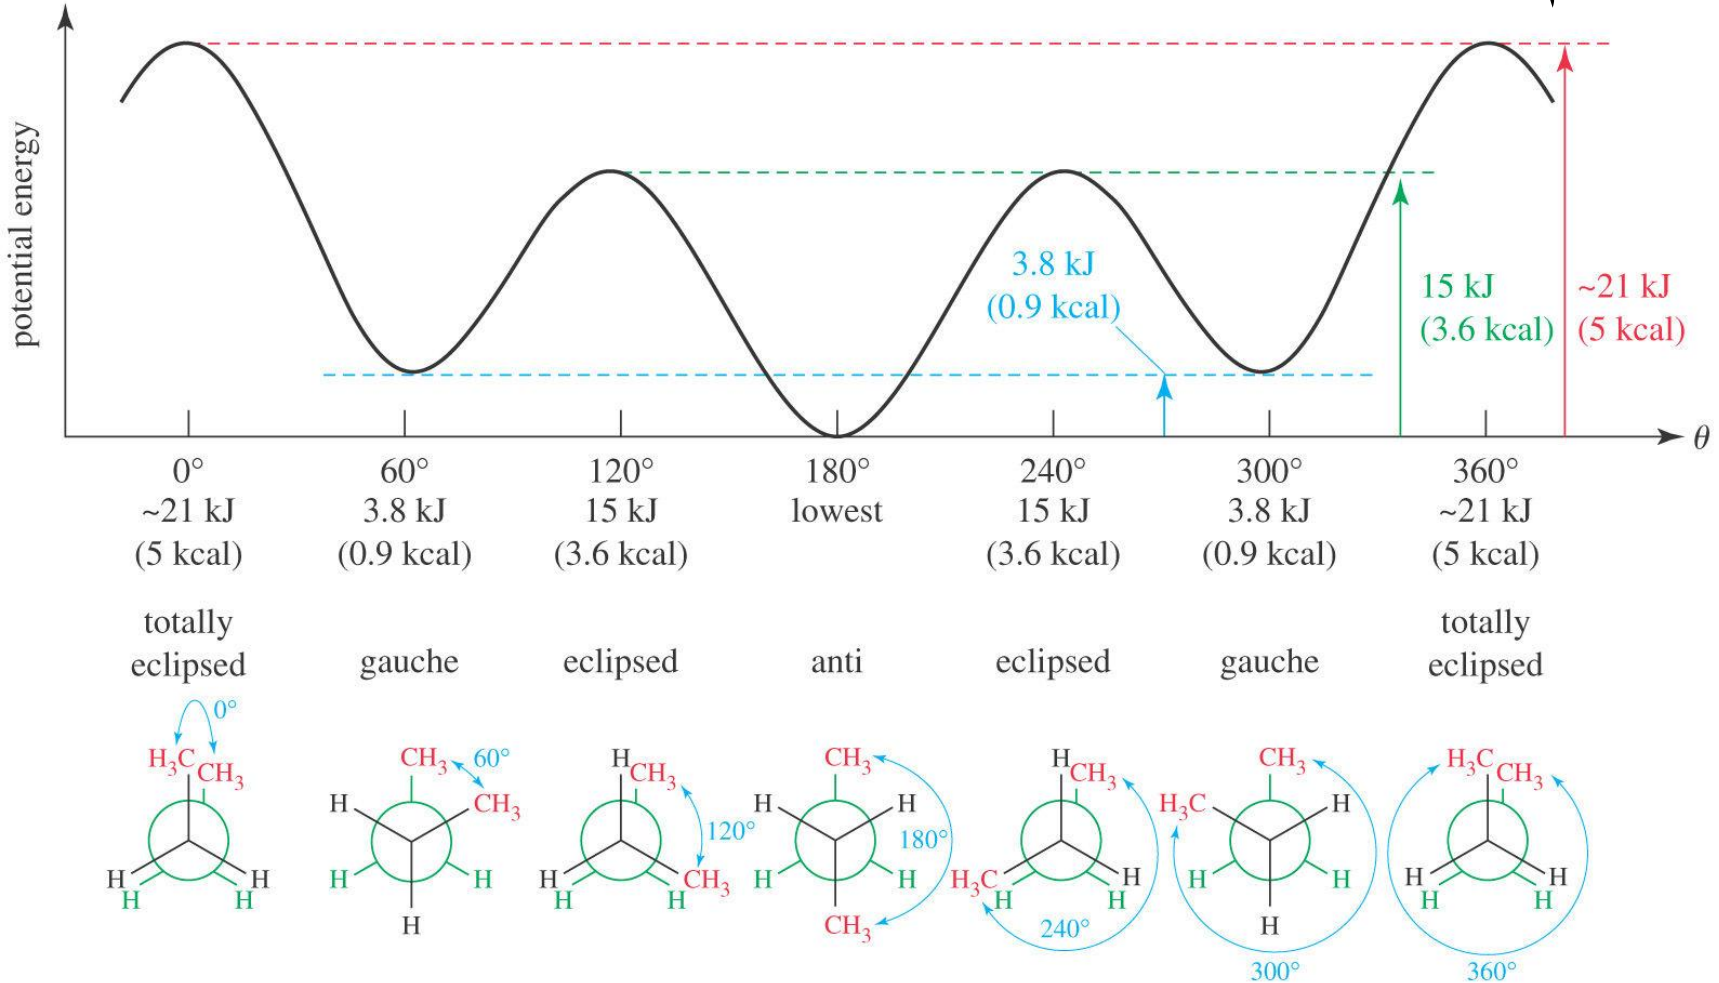 potential energy
3.8 kJ
(0.9 kcal)
15 kJ
(3.6 kcal)
~21 kJ
(5 kcal)
θ
0° 60° 120° 180° 240° 300° 360°
~21 kJ 3.8 kJ 15 kJ lowest 15 kJ 3.8 kJ ~21 kJ
(5 kcal) (0.9 kcal) (3.6 kcal) (3.6 kcal) (0.9 kcal) (5 kcal)
totally
eclipsed
gauche
eclipsed
anti
eclipsed
gauche
totally
eclipsed
0°
H₃C
CH₃
H H
H H
CH₃ 60°
H CH₃
H H
H
H
CH₃
120°
H CH₃
H H
CH₃
H H
180°
H H
CH₃
H
CH₃
H₃C H
H H
240°
CH₃
H₃C H
H H
H
300°
H₃C
CH₃
H H
H H
360°